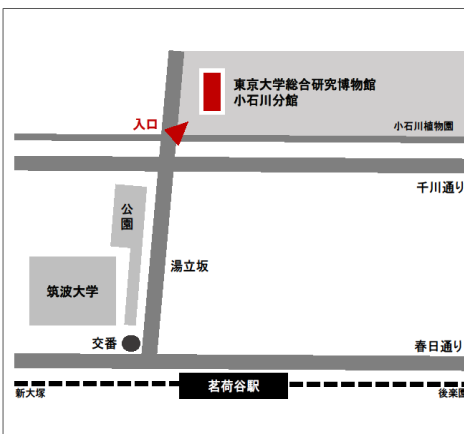 東京大学総合研究博物館
小石川分館
入口
小石川植物園
千川通り
公
園
湯立坂
筑波大学
交番
春日通り
茗荷谷駅
新大塚
後楽園